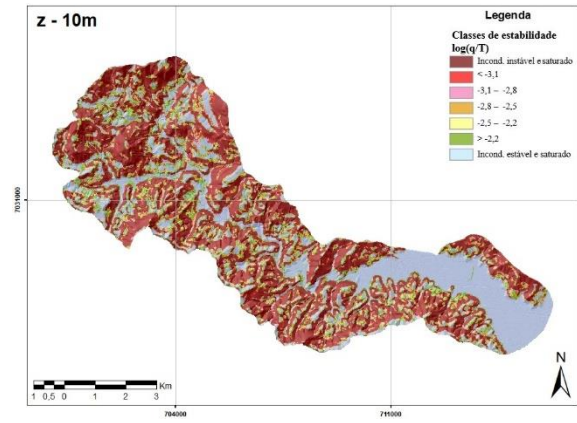 z - 10m
Legenda
Classes de estabilidade
log(q/T)
Incond. instável e saturado
< -3,1
-3,1 – -2,8
-2,8 – -2,5
-2,5 – -2,2
> -2,2
Incond. estável e saturado
7031000
1 0,5 0 1 2 3
Km
N
704000
711000